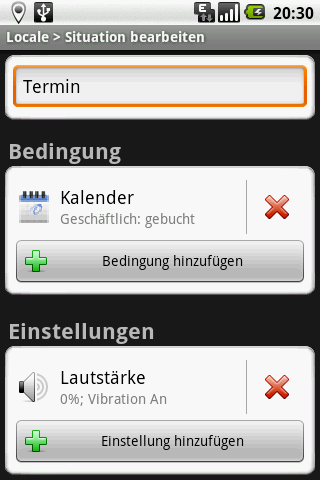 20:30
Locale > Situation bearbeiten
Termin
Bedingung
Kalender
Geschäftlich: gebucht
Bedingung hinzufügen
Einstellungen
Lautstärke
0%; Vibration An
Einstellung hinzufügen